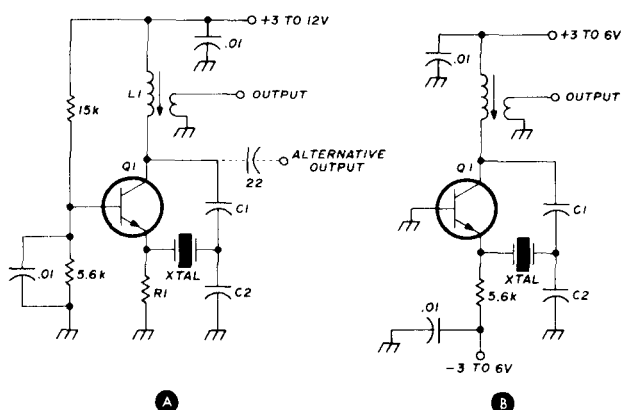 +3 TO 12V
.01
L1
OUTPUT
15k
Q1
ALTERNATIVE
OUTPUT
22
C1
.01
5.6k
XTAL
R1
C2
A
+3 TO 6V
.01
OUTPUT
Q1
C1
XTAL
5.6k
C2
.01
-3 TO 6V
B